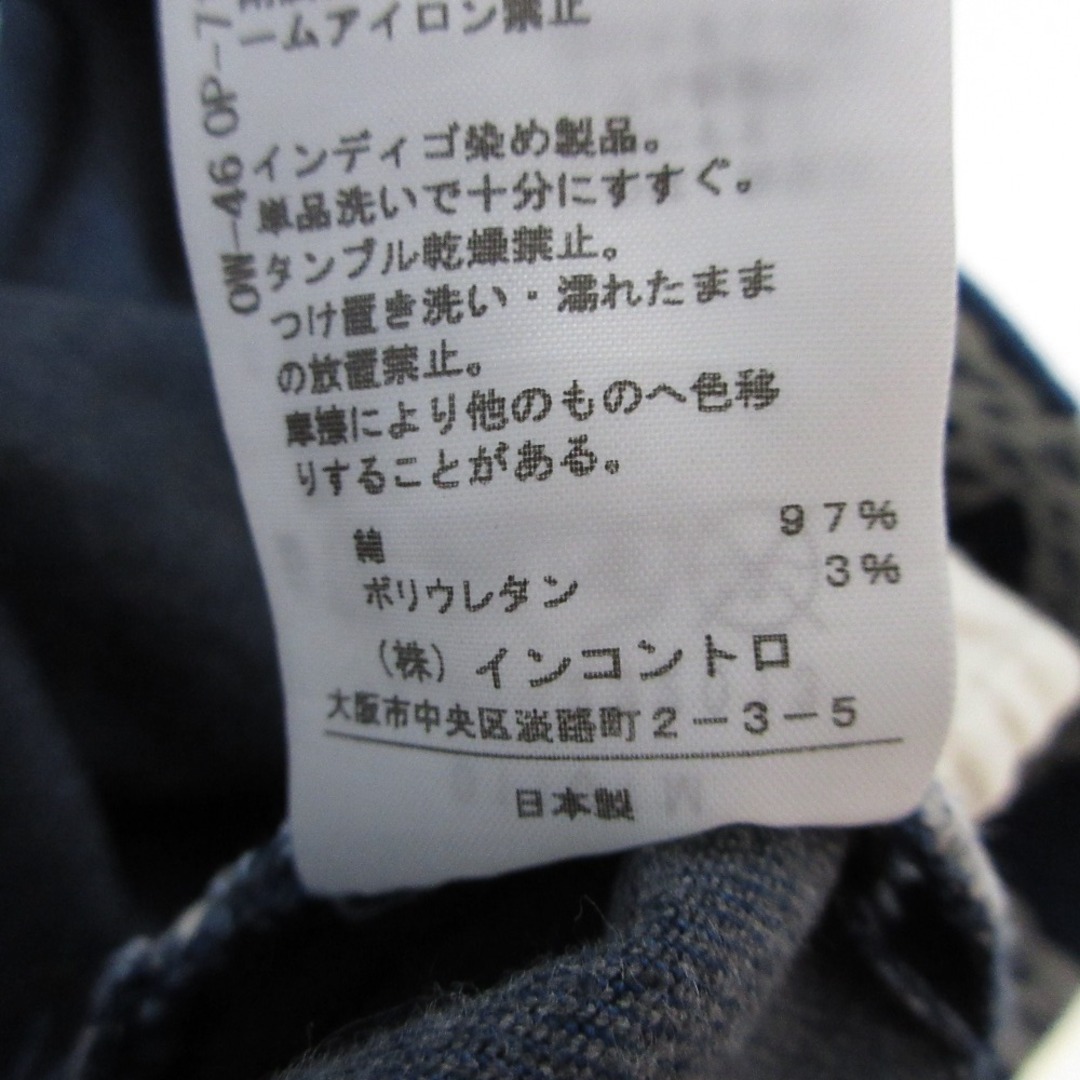 ームアイロン禁止
インディゴ染め製品。
単品洗いで十分にすすぐ。
タンブル乾燥禁止。
つけ置き洗い・濡れたまま
の放置禁止。
摩擦により他のものへ色移
りすることがある。
綿 97%
ポリウレタン 3%
(株)インコントロ
大阪市中央区淡路町2-3-5
日本製
OW-46 OP-7